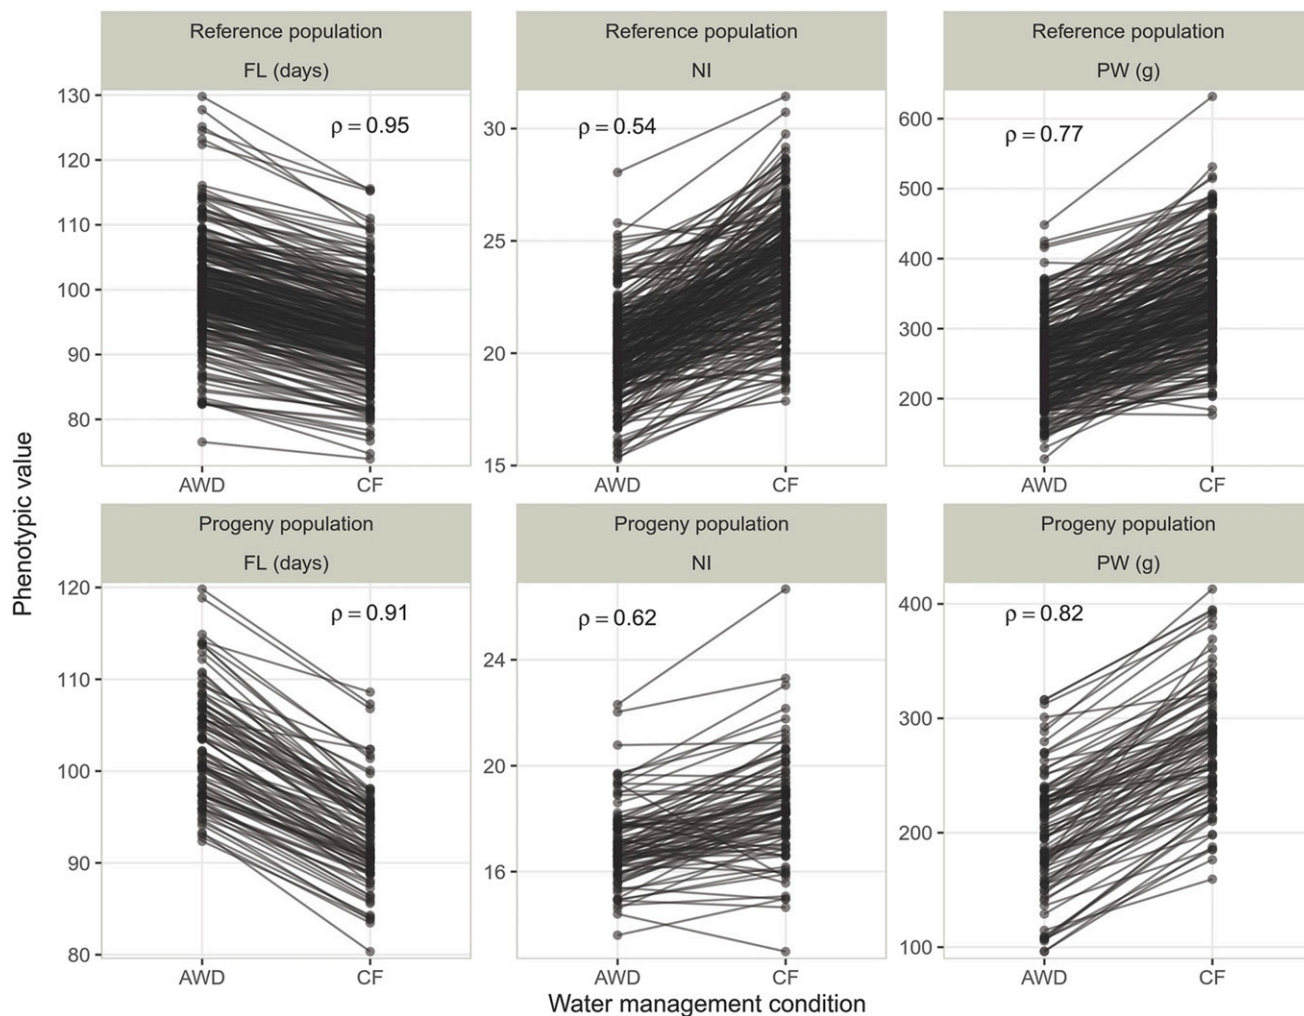 Reference population
FL (days)
Reference population
NI
Reference population
PW (g)
130
120
110
100
90
80
ρ = 0.95
AWD
CF
30
25
20
15
ρ = 0.54
AWD
CF
600
500
400
300
200
ρ = 0.77
AWD
CF
Phenotypic value
Progeny population
FL (days)
Progeny population
NI
Progeny population
PW (g)
120
110
100
90
80
ρ = 0.91
AWD
CF
24
20
16
ρ = 0.62
AWD
CF
400
300
200
100
ρ = 0.82
AWD
CF
Water management condition